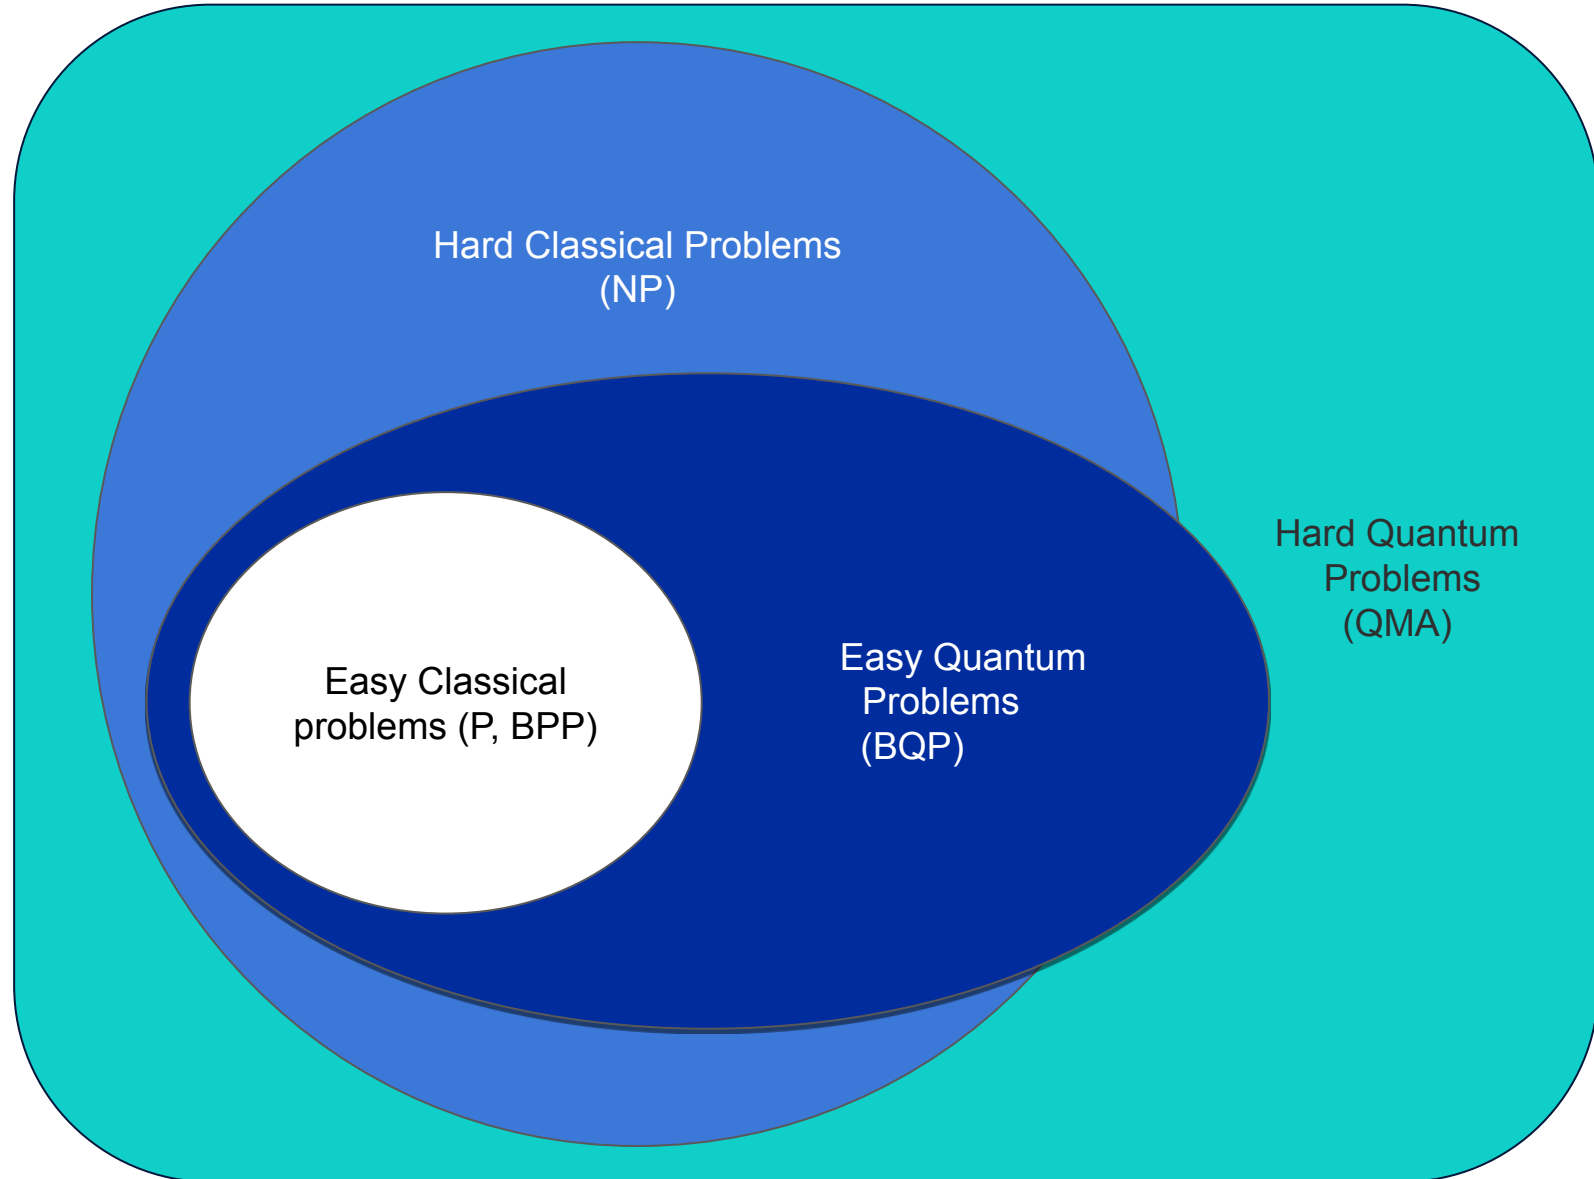 Hard Classical Problems
(NP)
Hard Quantum
Problems
(QMA)
Easy Quantum
Problems
(BQP)
Easy Classical
problems (P, BPP)